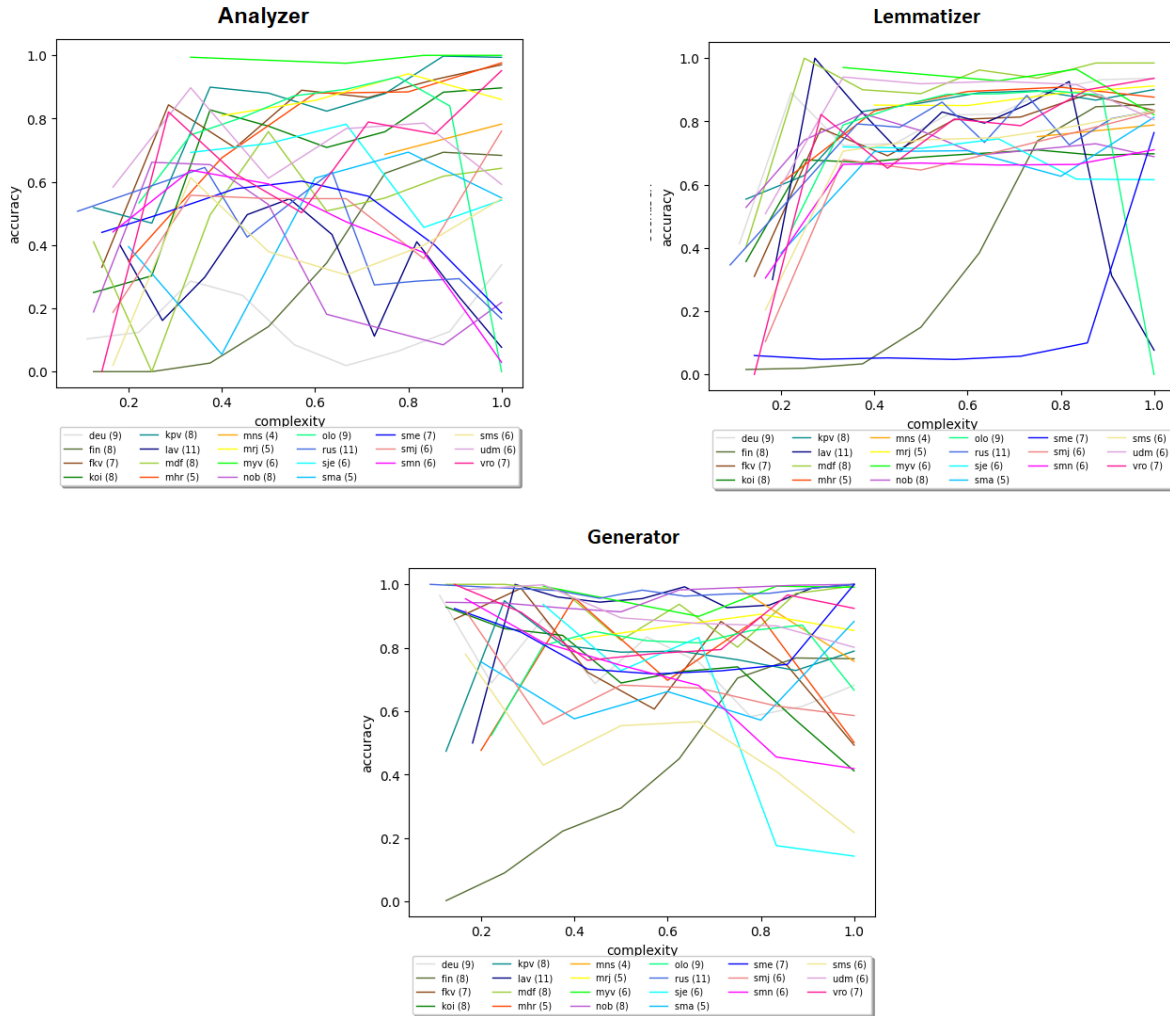 Analyzer
1.0
0.8
0.6
0.4
0.2
0.0
accuracy
0.2 0.4 0.6 0.8 1.0
complexity
deu (9) kpv (8) mns (4) olo (9) sme (7) sms (6)
fin (8) lav (11) mrj (5) rus (11) smj (6) udm (6)
fkv (7) mdf (8) myv (6) sje (6) smn (6) vro (7)
koi (8) mhr (5) nob (8) sma (5)
Lemmatizer
1.0
0.8
0.6
0.4
0.2
0.0
accuracy
0.2 0.4 0.6 0.8 1.0
complexity
deu (9) kpv (8) mns (4) olo (9) sme (7) sms (6)
fin (8) lav (11) mrj (5) rus (11) smj (6) udm (6)
fkv (7) mdf (8) myv (6) sje (6) smn (6) vro (7)
koi (8) mhr (5) nob (8) sma (5)
Generator
1.0
0.8
0.6
0.4
0.2
0.0
accuracy
0.2 0.4 0.6 0.8 1.0
complexity
deu (9) kpv (8) mns (4) olo (9) sme (7) sms (6)
fin (8) lav (11) mrj (5) rus (11) smj (6) udm (6)
fkv (7) mdf (8) myv (6) sje (6) smn (6) vro (7)
koi (8) mhr (5) nob (8) sma (5)